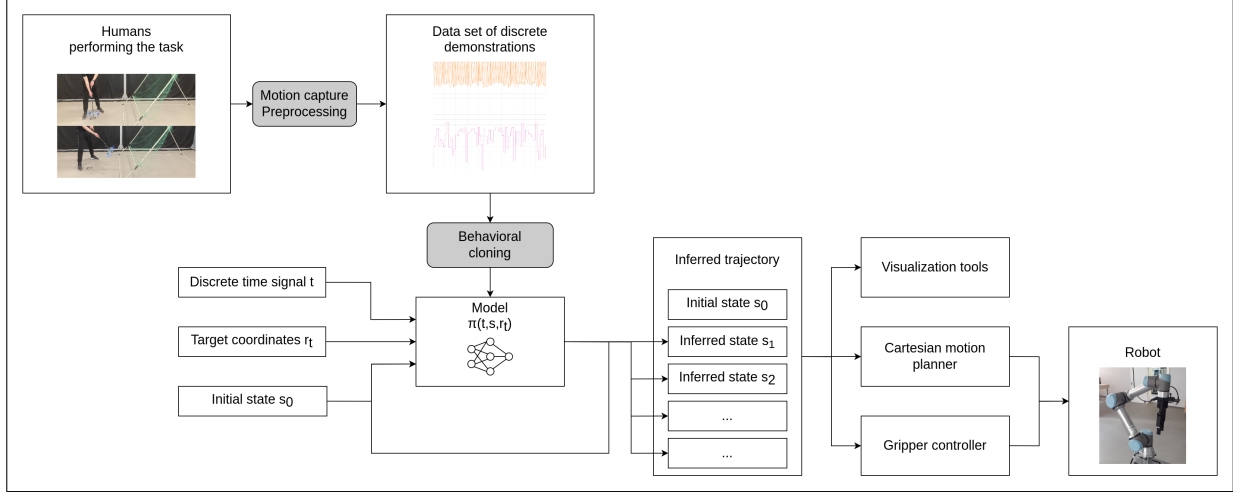 Humans
performing the task
Motion capture
Preprocessing
Data set of discrete
demonstrations
Behavioral
cloning
Discrete time signal t
Target coordinates rt
Initial state s0
Model
π(t,s,rt)
Inferred trajectory
Initial state s0
Inferred state s1
Inferred state s2
...
...
Visualization tools
Cartesian motion
planner
Gripper controller
Robot